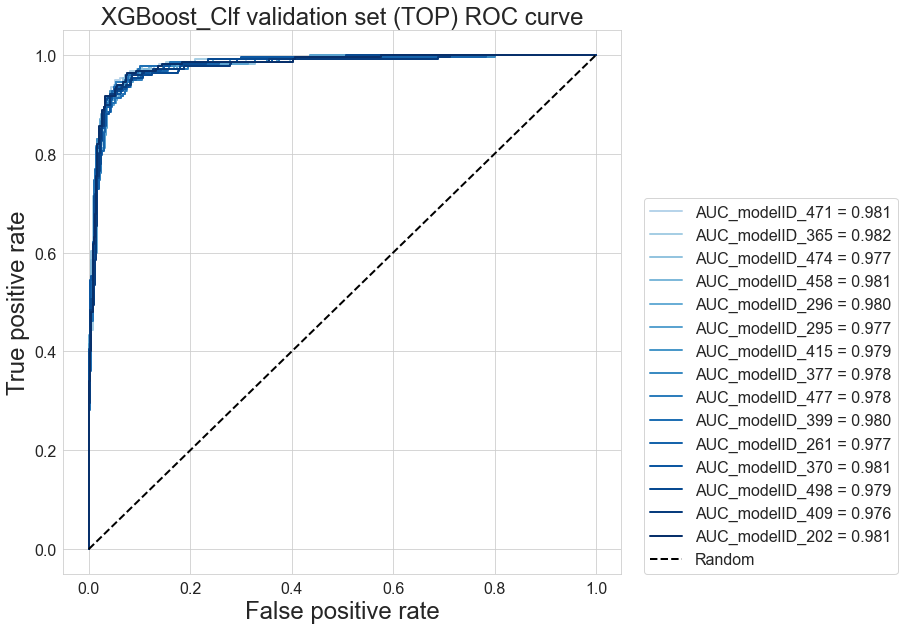 XGBoost_Clf validation set (TOP) ROC curve
1.0
0.8
0.6
0.4
0.2
0.0
True positive rate
0.0 0.2 0.4 0.6 0.8 1.0
False positive rate
AUC_modelID_471 = 0.981
AUC_modelID_365 = 0.982
AUC_modelID_474 = 0.977
AUC_modelID_458 = 0.981
AUC_modelID_296 = 0.980
AUC_modelID_295 = 0.977
AUC_modelID_415 = 0.979
AUC_modelID_377 = 0.978
AUC_modelID_477 = 0.978
AUC_modelID_399 = 0.980
AUC_modelID_261 = 0.977
AUC_modelID_370 = 0.981
AUC_modelID_498 = 0.979
AUC_modelID_409 = 0.976
AUC_modelID_202 = 0.981
Random